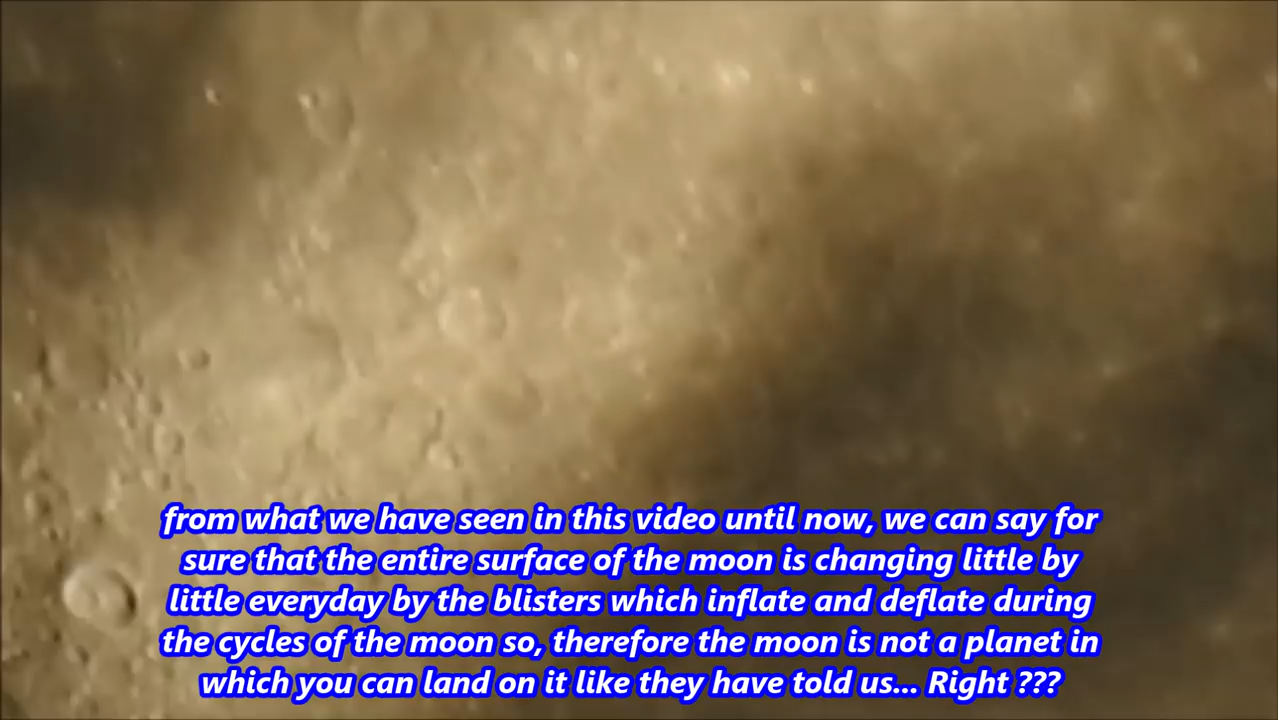 from what we have seen in this video until now, we can say for
sure that the entire surface of the moon is changing little by
little everyday by the blisters which inflate and deflate during
the cycles of the moon so, therefore the moon is not a planet in
which you can land on it like they have told us... Right ???